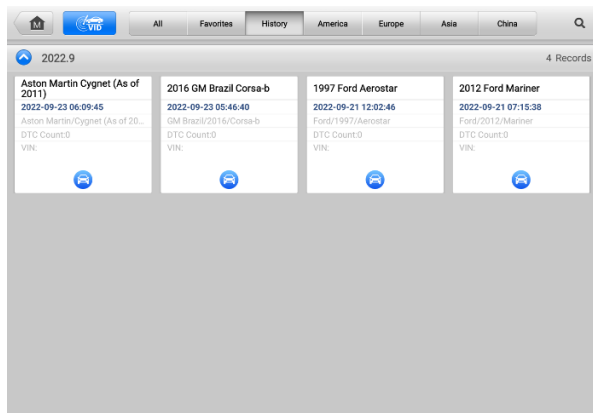 M
VID
All
Favorites
History
America
Europe
Asia
China
2022.9
4 Records
Aston Martin Cygnet (As of
2011)
2022-09-23 06:09:45
Aston Martin/Cygnet (As of 20...
DTC Count:0
VIN:
2016 GM Brazil Corsa-b
2022-09-23 05:46:40
GM Brazil/2016/Corsa-b
DTC Count:0
VIN:
1997 Ford Aerostar
2022-09-21 12:02:46
Ford/1997/Aerostar
DTC Count:0
VIN:
2012 Ford Mariner
2022-09-21 07:15:38
Ford/2012/Mariner
DTC Count:0
VIN: